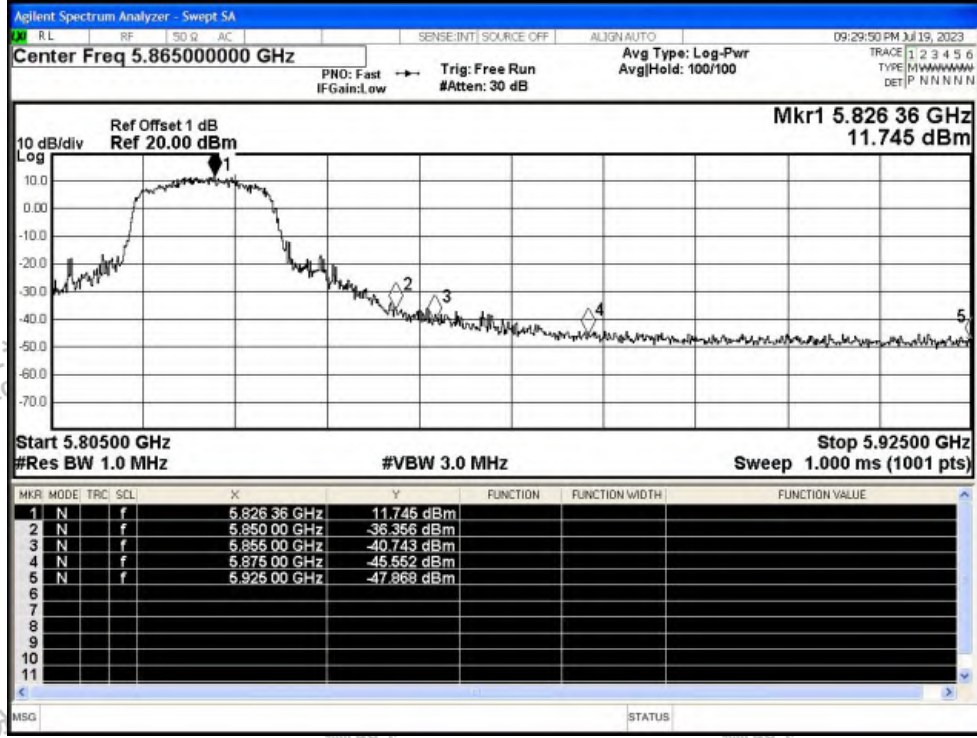 Agilent Spectrum Analyzer - Swept SA
RL RF 50 Ω AC SENSE:INT SOURCE OFF ALIGN AUTO 09:29:50 PM Jul 19, 2023
Center Freq 5.865000000 GHz
PNO: Fast
IFGain:Low
Trig: Free Run
#Atten: 30 dB
Avg Type: Log-Pwr
Avg|Hold: 100/100
TRACE 1 2 3 4 5 6
TYPE MWWWWW
DET P N N N N N
Mkr1 5.826 36 GHz
11.745 dBm
Ref Offset 1 dB
10 dB/div Ref 20.00 dBm
Log
1
10.0
0.00
-10.0
-20.0
-30.0
2
3
-40.0
4
5
-50.0
-60.0
-70.0
Start 5.80500 GHz Stop 5.92500 GHz
#Res BW 1.0 MHz #VBW 3.0 MHz Sweep 1.000 ms (1001 pts)
MKR MODE TRC SCL X Y FUNCTION FUNCTION WIDTH FUNCTION VALUE
1 N f 5.826 36 GHz 11.745 dBm
2 N f 5.850 00 GHz -36.356 dBm
3 N f 5.855 00 GHz -40.743 dBm
4 N f 5.875 00 GHz -45.552 dBm
5 N f 5.925 00 GHz -47.868 dBm
6
7
8
9
10
11
MSG STATUS